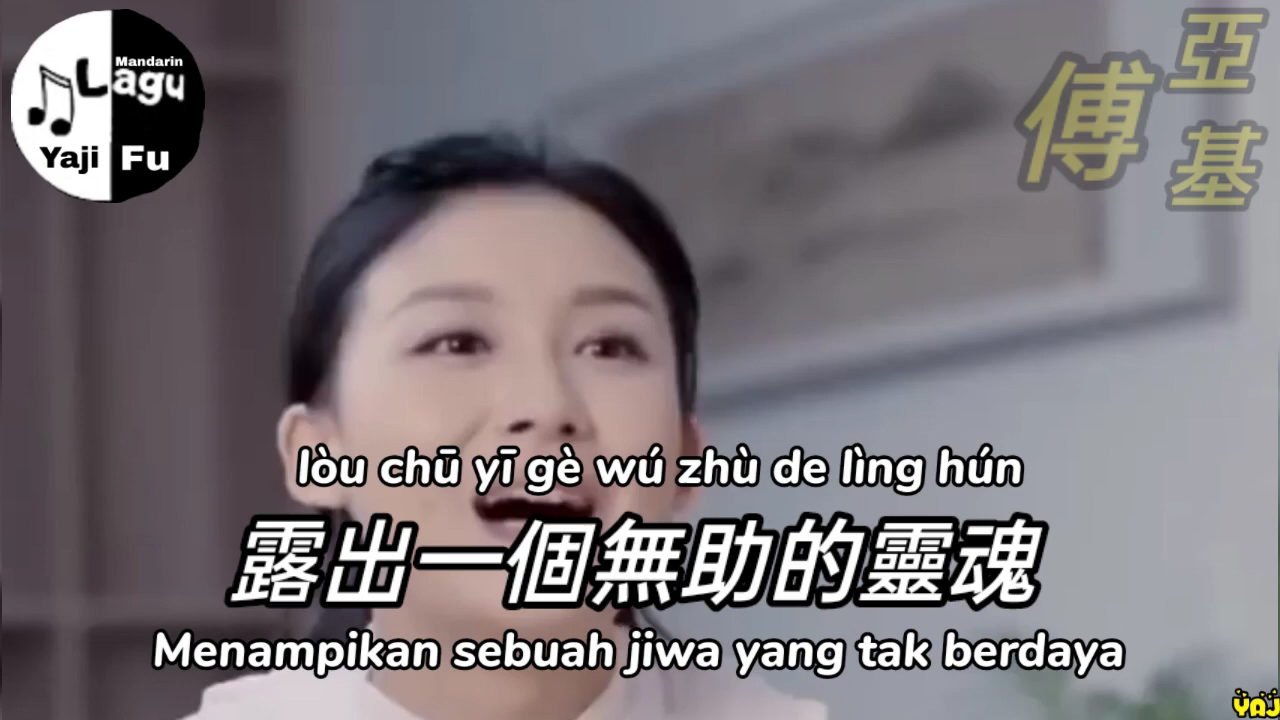 Mandarin
Lagu
Yaji Fu
傅亞基
lòu chū yī gè wú zhù de lìng hún
露出一個無助的靈魂
Menampikan sebuah jiwa yang tak berdaya
YAJ